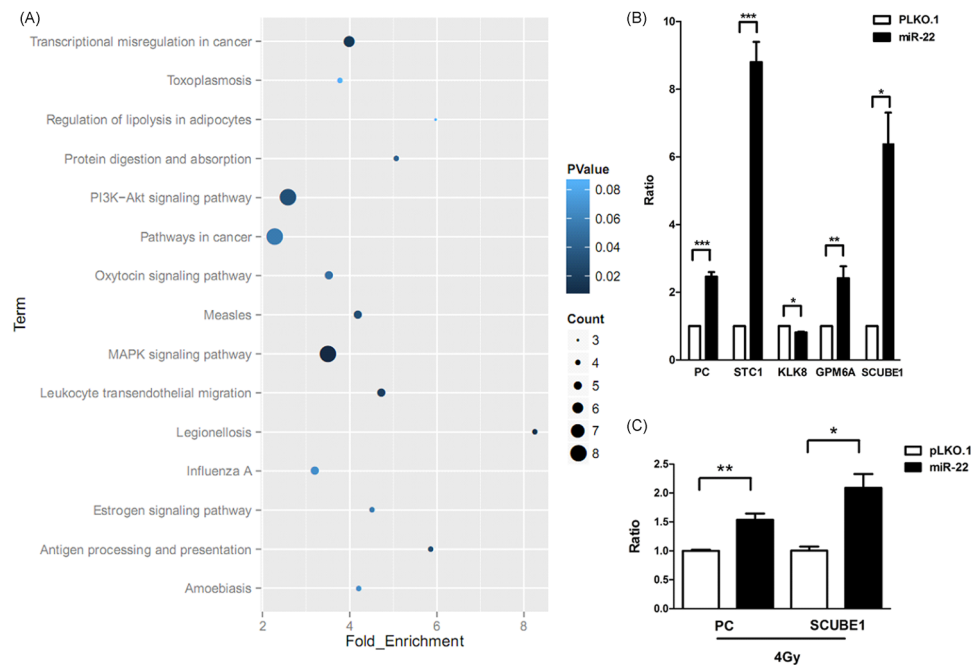 (A)
Transcriptional misregulation in cancer
Toxoplasmosis
Regulation of lipolysis in adipocytes
Protein digestion and absorption
PI3K−Akt signaling pathway
Pathways in cancer
Oxytocin signaling pathway
Measles
MAPK signaling pathway
Leukocyte transendothelial migration
Legionellosis
Influenza A
Estrogen signaling pathway
Antigen processing and presentation
Amoebiasis
Term
2 4 6 8
Fold_Enrichment
PValue
0.08
0.06
0.04
0.02
Count
3
4
5
6
7
8
(B)
PLKO.1
miR-22
Ratio
10
8
6
4
2
0
***
***
*
**
*
PC STC1 KLK8 GPM6A SCUBE1
(C)
pLKO.1
miR-22
Ratio
2.5
2.0
1.5
1.0
0.5
0.0
**
*
PC SCUBE1
4Gy